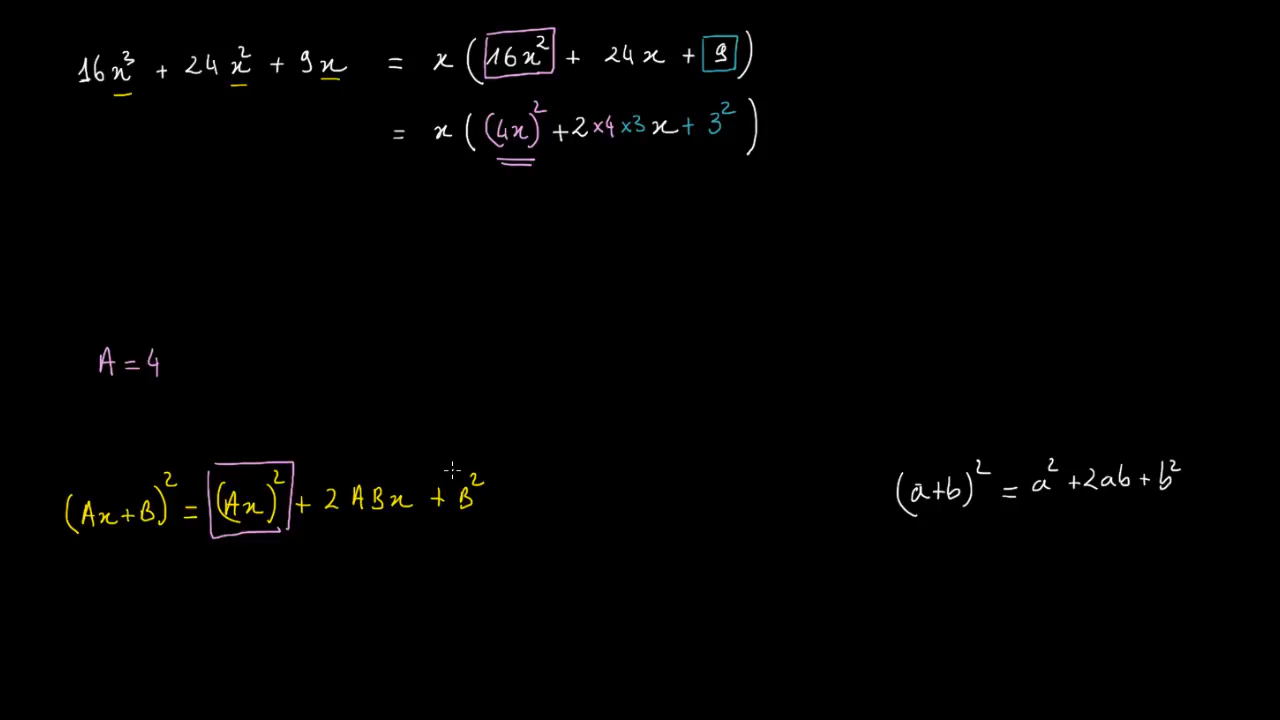 16x³ + 24x² + 9x = x(16x² + 24x + 9)
= x((4x)² + 2×4×3x + 3²)
A = 4
(Ax+B)² = (Ax)² + 2ABx + B²
(a+b)² = a² + 2ab + b²